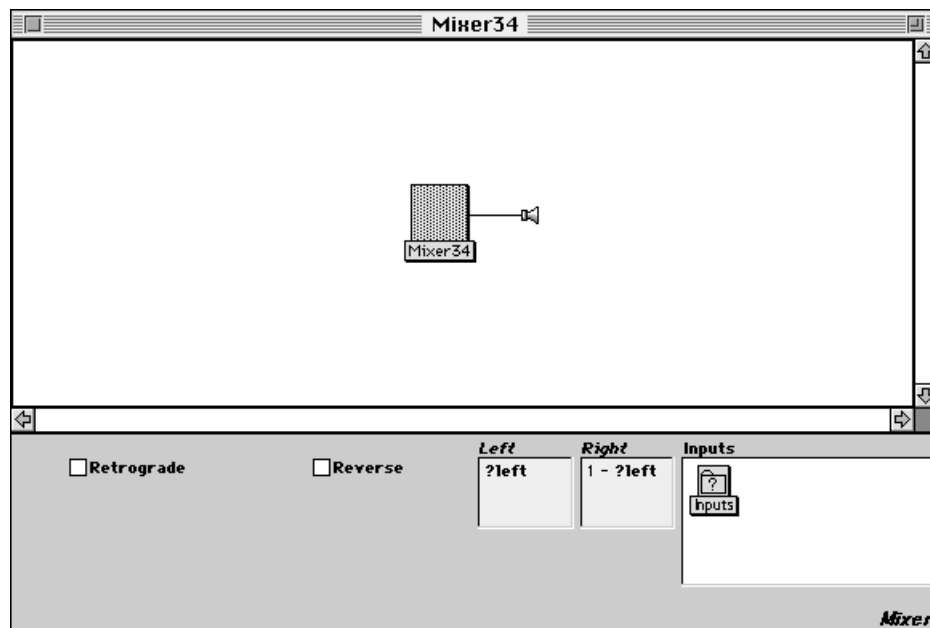 Mixer34
Mixer34
Retrograde
Reverse
Left
?left
Right
1 - ?left
Inputs
?
Inputs
Mixer